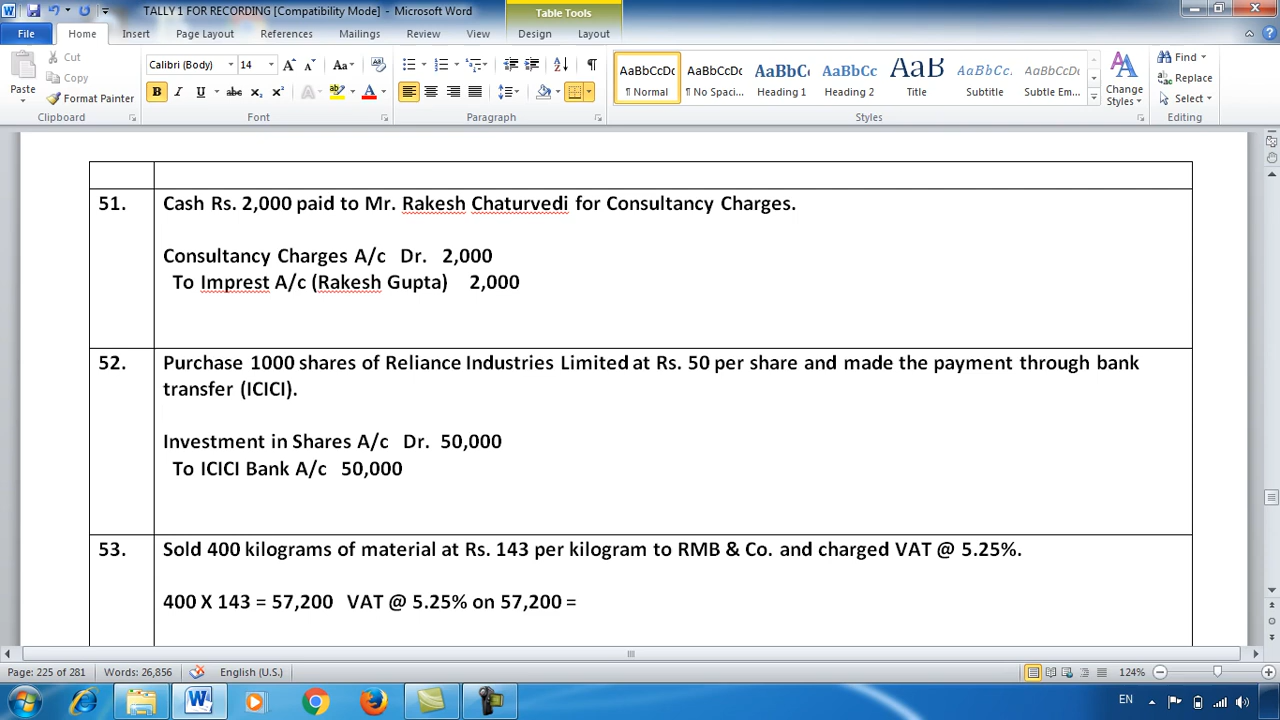 TALLY 1 FOR RECORDING [Compatibility Mode] - Microsoft Word
Table Tools
File Home Insert Page Layout References Mailings Review View Design Layout
Cut
Copy
Format Painter
Paste
Calibri (Body) 14
AaBbCcDc AaBbCcDc AaBbCc AaBbCc AaB AaBbCcI AaBbCcDc
¶ Normal ¶ No Spaci... Heading 1 Heading 2 Title Subtitle Subtle Em...
Change Styles
Find
Replace
Select
Clipboard Font Paragraph Styles Editing
51. Cash Rs. 2,000 paid to Mr. Rakesh Chaturvedi for Consultancy Charges.
Consultancy Charges A/c Dr. 2,000
To Imprest A/c (Rakesh Gupta) 2,000
52. Purchase 1000 shares of Reliance Industries Limited at Rs. 50 per share and made the payment through bank
transfer (ICICI).
Investment in Shares A/c Dr. 50,000
To ICICI Bank A/c 50,000
53. Sold 400 kilograms of material at Rs. 143 per kilogram to RMB & Co. and charged VAT @ 5.25%.
400 X 143 = 57,200 VAT @ 5.25% on 57,200 =
Page: 225 of 281 Words: 26,856 English (U.S.) 124%
EN